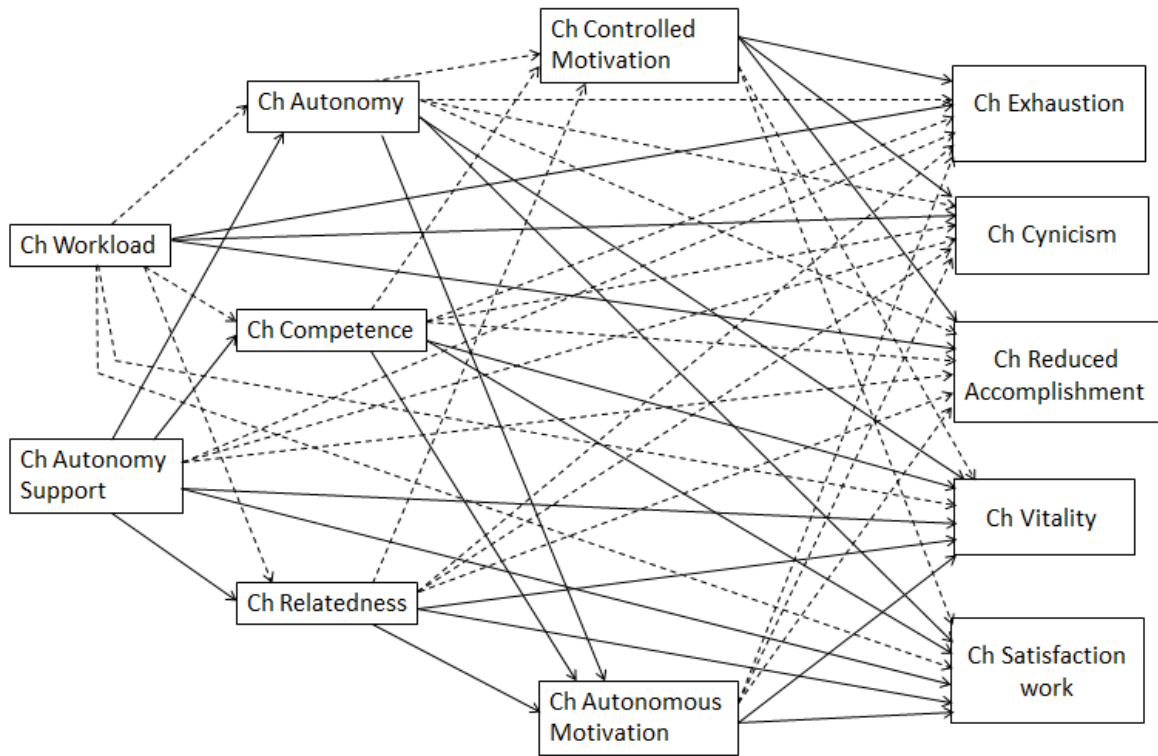 Ch Controlled
Motivation
Ch Autonomy
Ch Exhaustion
Ch Workload
Ch Cynicism
Ch Competence
Ch Reduced
Accomplishment
Ch Autonomy
Support
Ch Vitality
Ch Relatedness
Ch Satisfaction
work
Ch Autonomous
Motivation